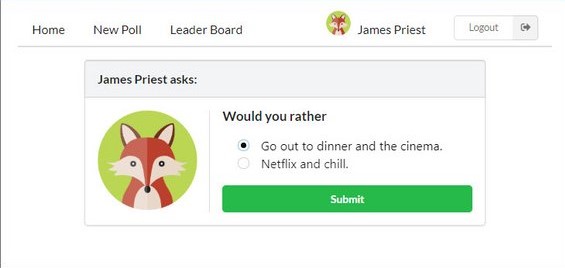 Home New Poll Leader Board James Priest Logout
James Priest asks:
Would you rather
Go out to dinner and the cinema.
Netflix and chill.
Submit